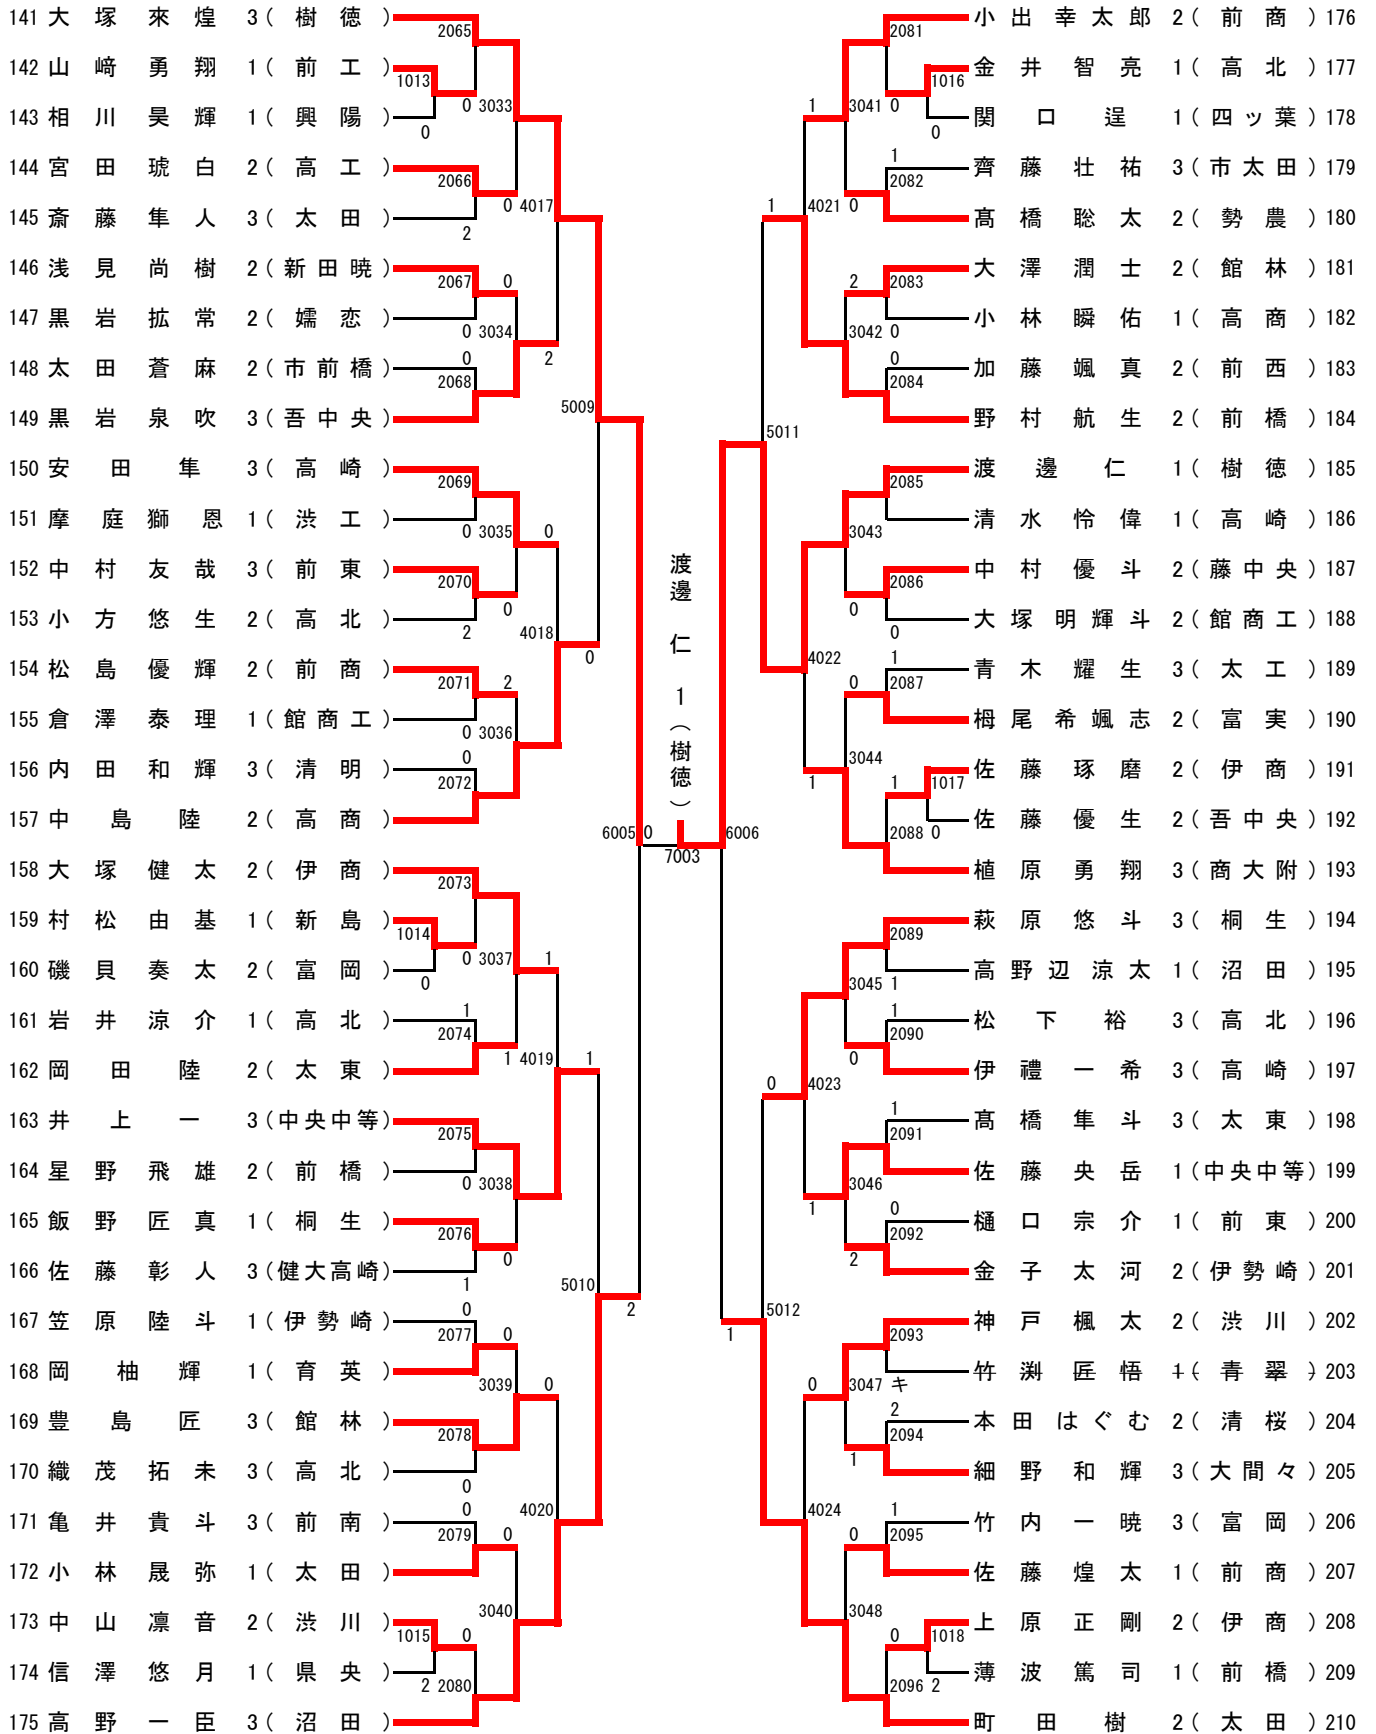 141 大塚來煌 3 (樹徳)
142 山﨑勇翔 1 (前工)
143 相川昊輝 1 (興陽)
144 宮田琥白 2 (高工)
145 斎藤隼人 3 (太田)
146 浅見尚樹 2 (新田暁)
147 黒岩拡常 2 (嬬恋)
148 太田蒼麻 2 (市前橋)
149 黒岩泉吹 3 (吾中央)
150 安田隼 3 (高崎)
151 摩庭獅恩 1 (渋工)
152 中村友哉 3 (前東)
153 小方悠生 2 (高北)
154 松島優輝 2 (前商)
155 倉澤泰理 1 (館商工)
156 内田和輝 3 (清明)
157 中島陸 2 (高商)
158 大塚健太 2 (伊商)
159 村松由基 1 (新島)
160 磯貝奏太 2 (富岡)
161 岩井涼介 1 (高北)
162 岡田陸 2 (太東)
163 井上一 3 (中央中等)
164 星野飛雄 2 (前橋)
165 飯野匠真 1 (桐生)
166 佐藤彰人 3 (健大高崎)
167 笠原陸斗 1 (伊勢崎)
168 岡柚輝 1 (育英)
169 豊島匠 3 (館林)
170 織茂拓未 3 (高北)
171 亀井貴斗 3 (前南)
172 小林晟弥 1 (太田)
173 中山凛音 2 (渋川)
174 信澤悠月 1 (県央)
175 高野一臣 3 (沼田)
2065
1013
0
0
3033
2066
2
0
4017
2067
0
0
3034
0
2068
2
5009
2069
0
3035
0
2070
2
0
4018
0
2071
2
0
3036
0
2072
6005
0
2073
1014
0
0
3037
1
1
2074
1
4019
1
2075
0
3038
2076
1
0
5010
2
0
2077
0
3039
0
2078
0
4020
0
2079
0
3040
1015
0
2
2080
渡邊仁 1 (樹徳)
7003
6006
小出幸太郎 2 (前商) 176
金井智亮 1 (高北) 177
関口逞 1 (四ッ葉) 178
齊藤壮祐 3 (市太田) 179
髙橋聡太 2 (勢農) 180
大澤潤士 2 (館林) 181
小林瞬佑 1 (高商) 182
加藤颯真 2 (前西) 183
野村航生 2 (前橋) 184
渡邊仁 1 (樹徳) 185
清水怜偉 1 (高崎) 186
中村優斗 2 (藤中央) 187
大塚明輝斗 2 (館商工) 188
青木耀生 3 (太工) 189
栂尾希颯志 2 (富実) 190
佐藤琢磨 2 (伊商) 191
佐藤優生 2 (吾中央) 192
植原勇翔 3 (商大附) 193
萩原悠斗 3 (桐生) 194
高野辺涼太 1 (沼田) 195
松下裕 3 (高北) 196
伊禮一希 3 (高崎) 197
髙橋隼斗 3 (太東) 198
佐藤央岳 1 (中央中等) 199
樋口宗介 1 (前東) 200
金子太河 2 (伊勢崎) 201
神戸楓太 2 (渋川) 202
竹渕匠悟 1 (青翠) 203
本田はぐむ 2 (清桜) 204
細野和輝 3 (大間々) 205
竹内一暁 3 (富岡) 206
佐藤煌太 1 (前商) 207
上原正剛 2 (伊商) 208
薄波篤司 1 (前橋) 209
町田樹 2 (太田) 210
2081
1016
0
0
1
3041
1
2082
0
1
4021
2
2083
3042
0
0
2084
5011
2085
3043
2086
0
0
4022
1
0
2087
3044
1
1
1017
2088
0
2089
3045
1
1
2090
0
0
4023
1
2091
3046
1
0
2092
2
5012
1
2093
0
3047
キ
2
2094
1
4024
1
0
2095
3048
0
1018
2096
2